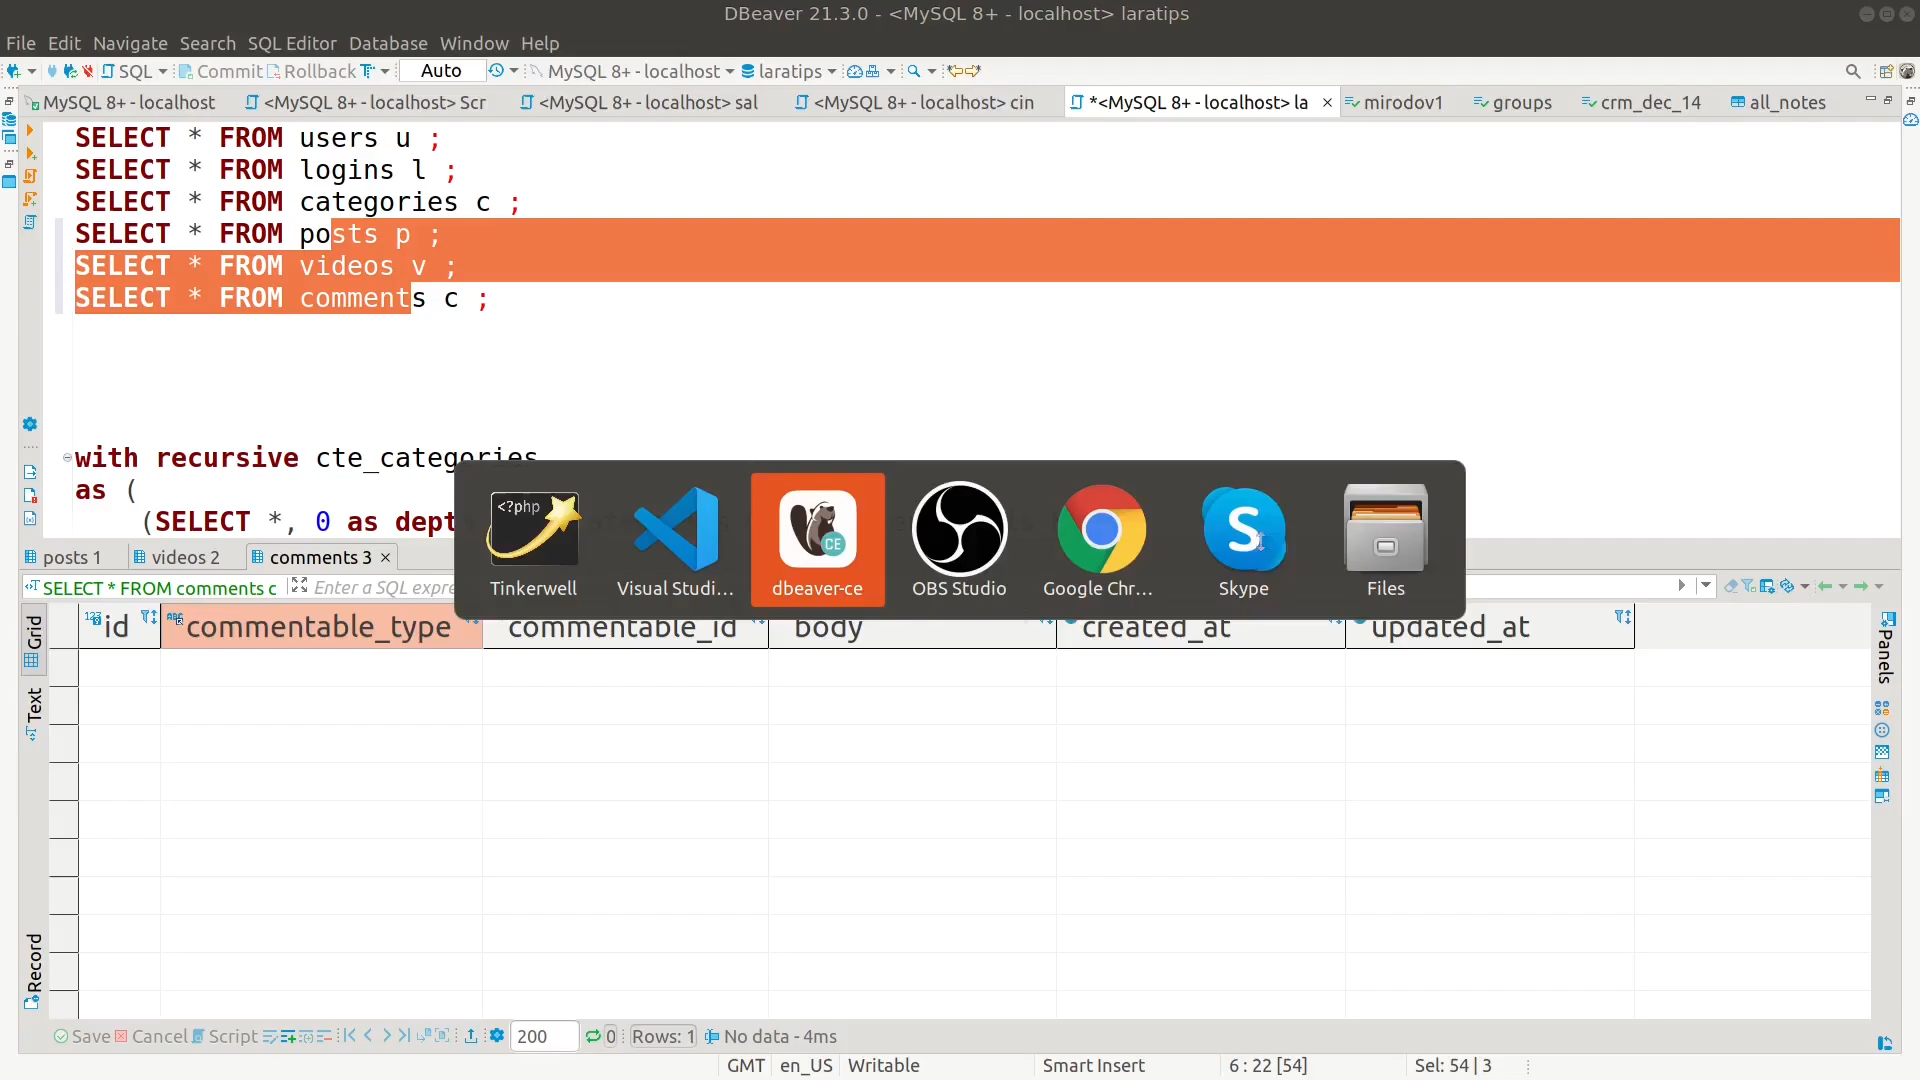 DBeaver 21.3.0 - <MySQL 8+ - localhost> laratips
File Edit Navigate Search SQL Editor Database Window Help
SQL Commit Rollback Auto MySQL 8+ - localhost laratips
MySQL 8+ - localhost <MySQL 8+ - localhost> Scr <MySQL 8+ - localhost> sal <MySQL 8+ - localhost> cin *<MySQL 8+ - localhost> la mirodov1 groups crm_dec_14 all_notes
SELECT * FROM users u ;
SELECT * FROM logins l ;
SELECT * FROM categories c ;
SELECT * FROM posts p ;
SELECT * FROM videos v ;
SELECT * FROM comments c ;
with recursive cte_categories
as (
(SELECT *, 0 as dept
<?php
CE
S
Tinkerwell Visual Studi... dbeaver-ce OBS Studio Google Chr... Skype Files
posts 1 videos 2 comments 3
SELECT * FROM comments c Enter a SQL expre
id commentable_type commentable_id body created_at updated_at
Grid
Text
Record
Panels
Save Cancel Script 200 0 Rows: 1 No data - 4ms
GMT en_US Writable Smart Insert 6 : 22 [54] Sel: 54 | 3